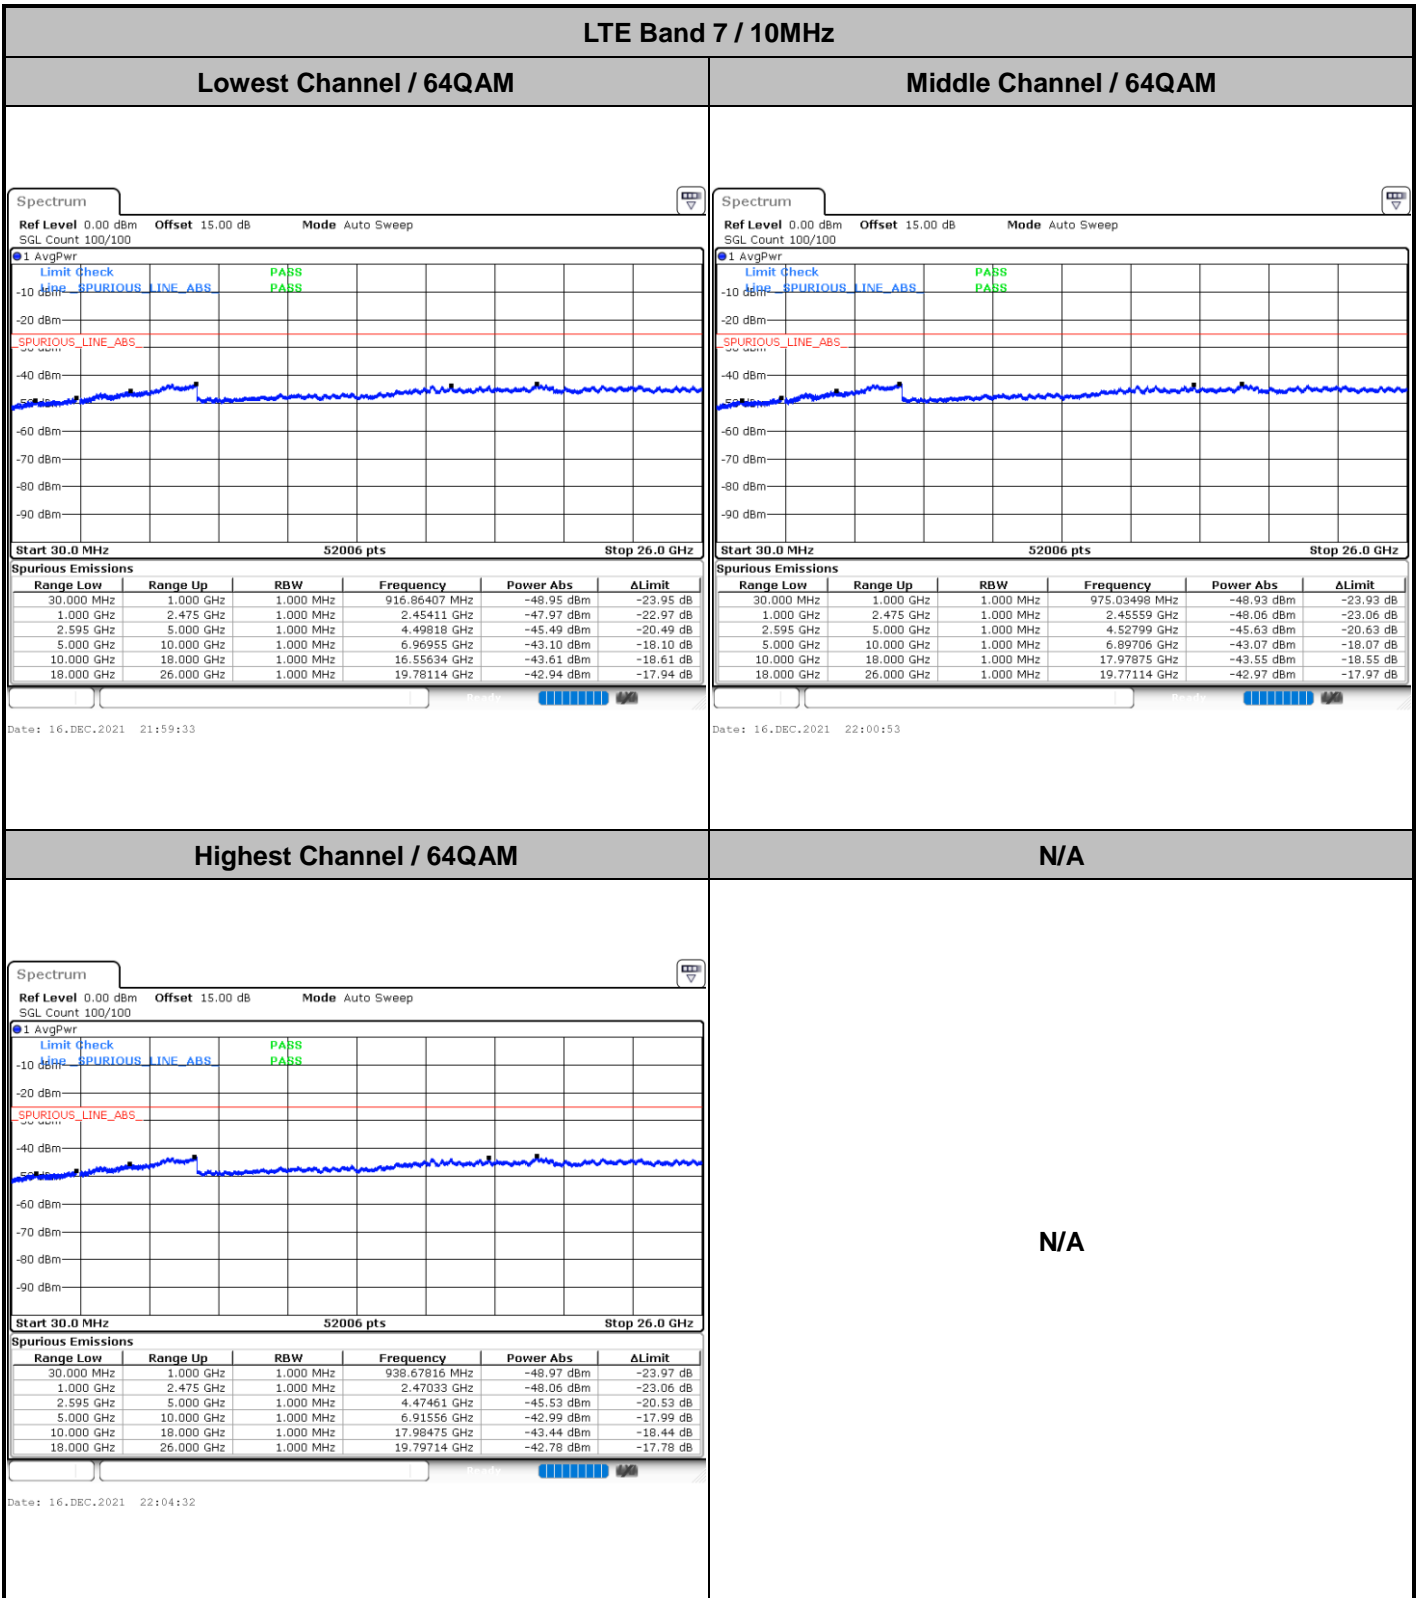 LTE Band 7 / 10MHz
Lowest Channel / 64QAM
Middle Channel / 64QAM
Spectrum
Ref Level 0.00 dBm Offset 15.00 dB Mode Auto Sweep
SGL Count 100/100
1 AvgPwr
Limit Check PASS
Line _SPURIOUS_LINE_ABS_ PASS
-10 dBm
-20 dBm
_SPURIOUS_LINE_ABS_
-30 dBm
-40 dBm
-50 dBm
-60 dBm
-70 dBm
-80 dBm
-90 dBm
Start 30.0 MHz 52006 pts Stop 26.0 GHz
Spurious Emissions
Range Low Range Up RBW Frequency Power Abs ΔLimit
30.000 MHz 1.000 GHz 1.000 MHz 916.86407 MHz -48.95 dBm -23.95 dB
1.000 GHz 2.475 GHz 1.000 MHz 2.45411 GHz -47.97 dBm -22.97 dB
2.595 GHz 5.000 GHz 1.000 MHz 4.49818 GHz -45.49 dBm -20.49 dB
5.000 GHz 10.000 GHz 1.000 MHz 6.96955 GHz -43.10 dBm -18.10 dB
10.000 GHz 18.000 GHz 1.000 MHz 16.55634 GHz -43.61 dBm -18.61 dB
18.000 GHz 26.000 GHz 1.000 MHz 19.78114 GHz -42.94 dBm -17.94 dB
Ready
Date: 16.DEC.2021 21:59:33
Spectrum
Ref Level 0.00 dBm Offset 15.00 dB Mode Auto Sweep
SGL Count 100/100
1 AvgPwr
Limit Check PASS
Line _SPURIOUS_LINE_ABS_ PASS
-10 dBm
-20 dBm
_SPURIOUS_LINE_ABS_
-30 dBm
-40 dBm
-50 dBm
-60 dBm
-70 dBm
-80 dBm
-90 dBm
Start 30.0 MHz 52006 pts Stop 26.0 GHz
Spurious Emissions
Range Low Range Up RBW Frequency Power Abs ΔLimit
30.000 MHz 1.000 GHz 1.000 MHz 975.03498 MHz -48.93 dBm -23.93 dB
1.000 GHz 2.475 GHz 1.000 MHz 2.45559 GHz -48.06 dBm -23.06 dB
2.595 GHz 5.000 GHz 1.000 MHz 4.52799 GHz -45.63 dBm -20.63 dB
5.000 GHz 10.000 GHz 1.000 MHz 6.89706 GHz -43.07 dBm -18.07 dB
10.000 GHz 18.000 GHz 1.000 MHz 17.97875 GHz -43.55 dBm -18.55 dB
18.000 GHz 26.000 GHz 1.000 MHz 19.77114 GHz -42.97 dBm -17.97 dB
Ready
Date: 16.DEC.2021 22:00:53
Highest Channel / 64QAM
N/A
Spectrum
Ref Level 0.00 dBm Offset 15.00 dB Mode Auto Sweep
SGL Count 100/100
1 AvgPwr
Limit Check PASS
Line _SPURIOUS_LINE_ABS_ PASS
-10 dBm
-20 dBm
_SPURIOUS_LINE_ABS_
-30 dBm
-40 dBm
-50 dBm
-60 dBm
-70 dBm
-80 dBm
-90 dBm
Start 30.0 MHz 52006 pts Stop 26.0 GHz
Spurious Emissions
Range Low Range Up RBW Frequency Power Abs ΔLimit
30.000 MHz 1.000 GHz 1.000 MHz 938.67816 MHz -48.97 dBm -23.97 dB
1.000 GHz 2.475 GHz 1.000 MHz 2.47033 GHz -48.06 dBm -23.06 dB
2.595 GHz 5.000 GHz 1.000 MHz 4.47461 GHz -45.53 dBm -20.53 dB
5.000 GHz 10.000 GHz 1.000 MHz 6.91556 GHz -42.99 dBm -17.99 dB
10.000 GHz 18.000 GHz 1.000 MHz 17.98475 GHz -43.44 dBm -18.44 dB
18.000 GHz 26.000 GHz 1.000 MHz 19.79714 GHz -42.78 dBm -17.78 dB
Ready
Date: 16.DEC.2021 22:04:32
N/A